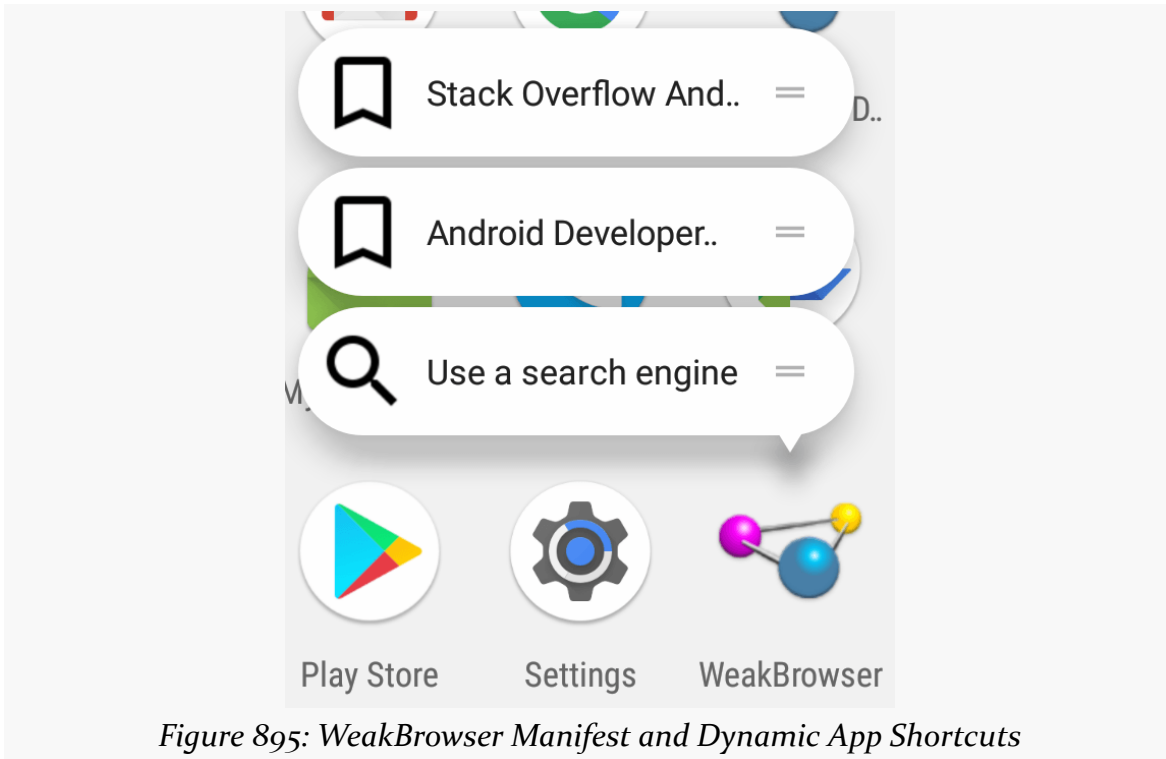 Stack Overflow And..
D..
Android Developer..
Use a search engine
Play Store
Settings
WeakBrowser
Figure 895: WeakBrowser Manifest and Dynamic App Shortcuts